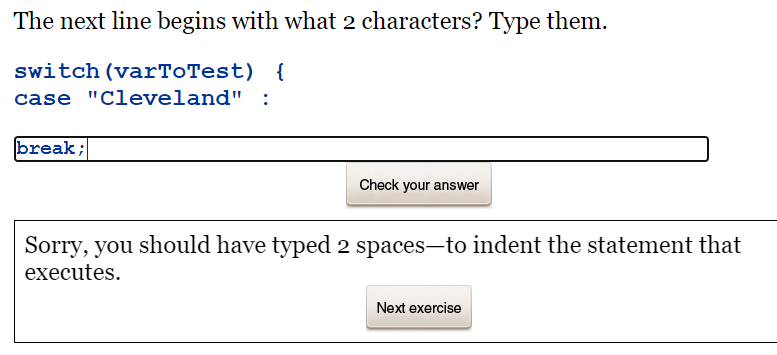 The next line begins with what 2 characters? Type them.
switch(varToTest) {
case "Cleveland" :
break;
Check your answer
Sorry, you should have typed 2 spaces—to indent the statement that
executes.
Next exercise